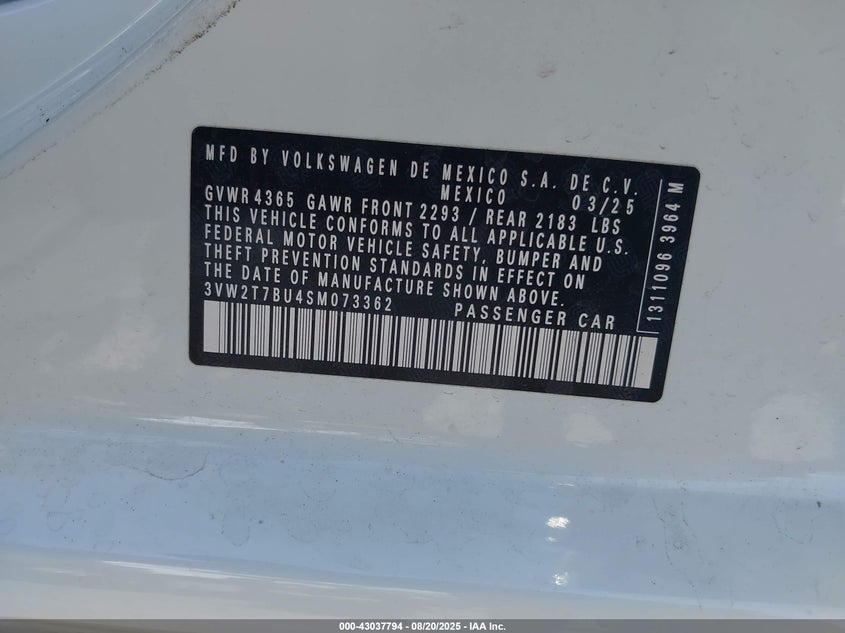 MFD BY VOLKSWAGEN DE MEXICO S.A. DE C.V.
MEXICO 03/25
GVWR 4365 GAWR FRONT 2293 / REAR 2183 LBS
THIS VEHICLE CONFORMS TO ALL APPLICABLE U.S.
FEDERAL MOTOR VEHICLE SAFETY, BUMPER AND
THEFT PREVENTION STANDARDS IN EFFECT ON
THE DATE OF MANUFACTURE SHOWN ABOVE.
3VW2T7BU4SM073362 PASSENGER CAR
1311096 3964 M
000-43037794 - 08/20/2025 - IAA Inc.